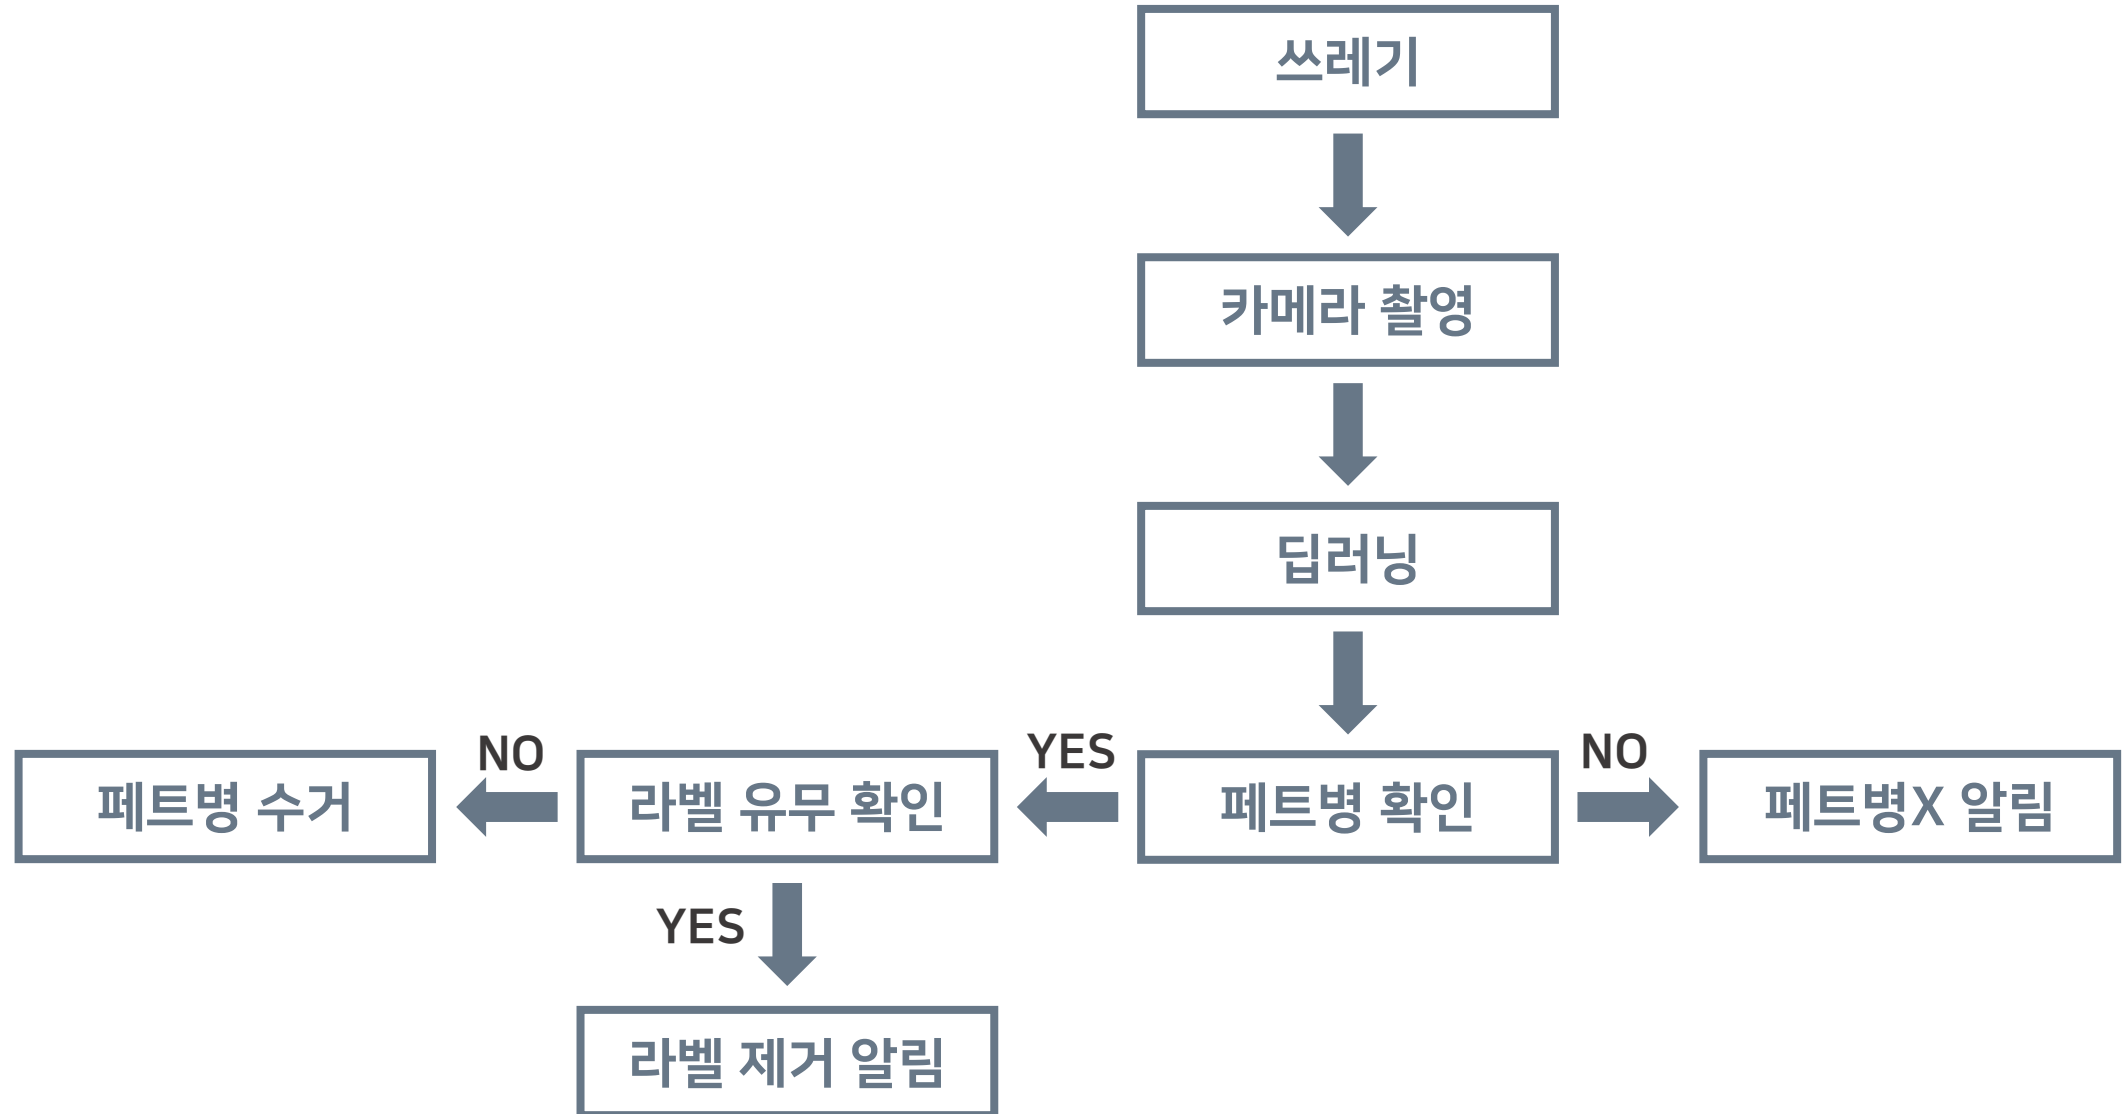 쓰레기
카메라 촬영
딥러닝
NO
YES
NO
페트병 수거
라벨 유무 확인
페트병 확인
페트병X 알림
YES
라벨 제거 알림